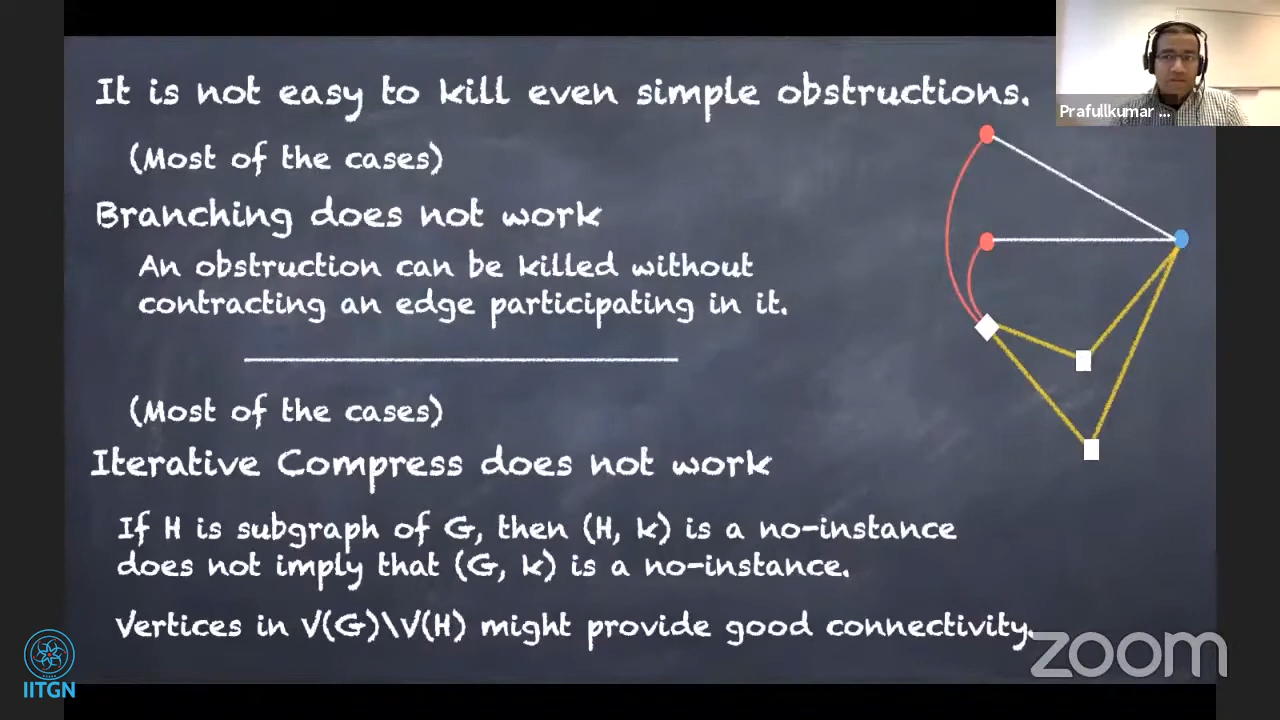 It is not easy to kill even simple obstructions.
Prafullkumar ...
(Most of the cases)
Branching does not work
An obstruction can be killed without
contracting an edge participating in it.
(Most of the cases)
Iterative Compress does not work
If H is subgraph of G, then (H, k) is a no-instance
does not imply that (G, k) is a no-instance.
Vertices in V(G)\V(H) might provide good connectivity.
zoom
IITGN